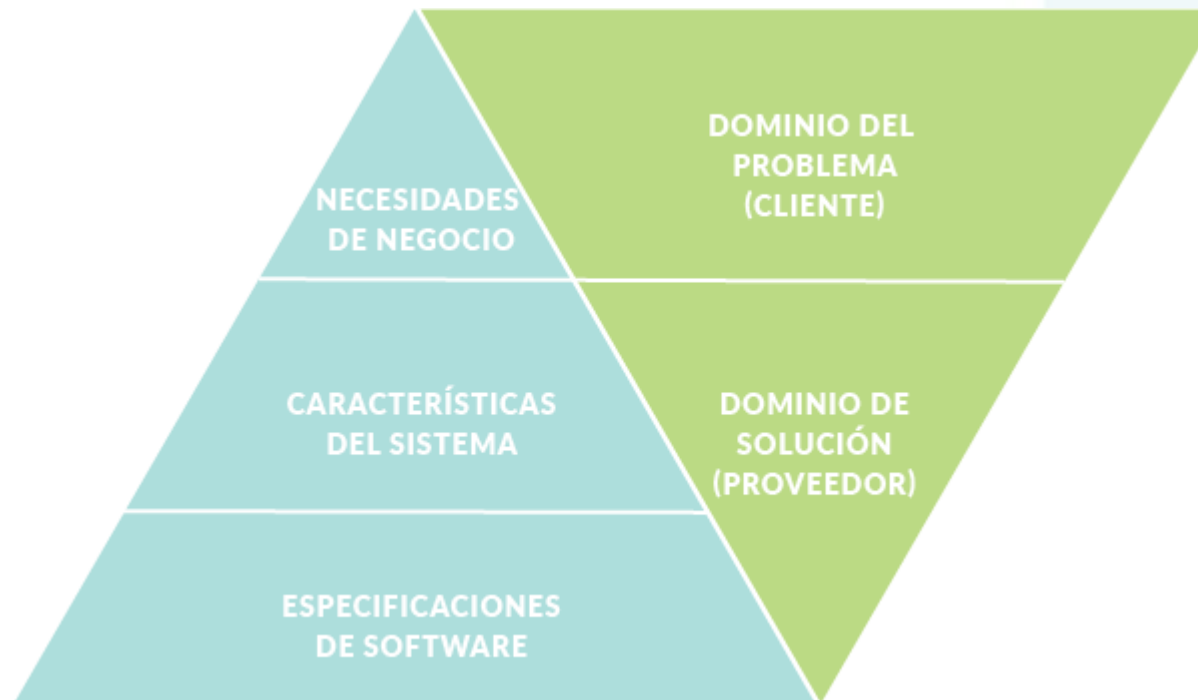 NECESIDADES
DE NEGOCIO
DOMINIO DEL
PROBLEMA
(CLIENTE)
CARACTERÍSTICAS
DEL SISTEMA
DOMINIO DE
SOLUCIÓN
(PROVEEDOR)
ESPECIFICACIONES
DE SOFTWARE